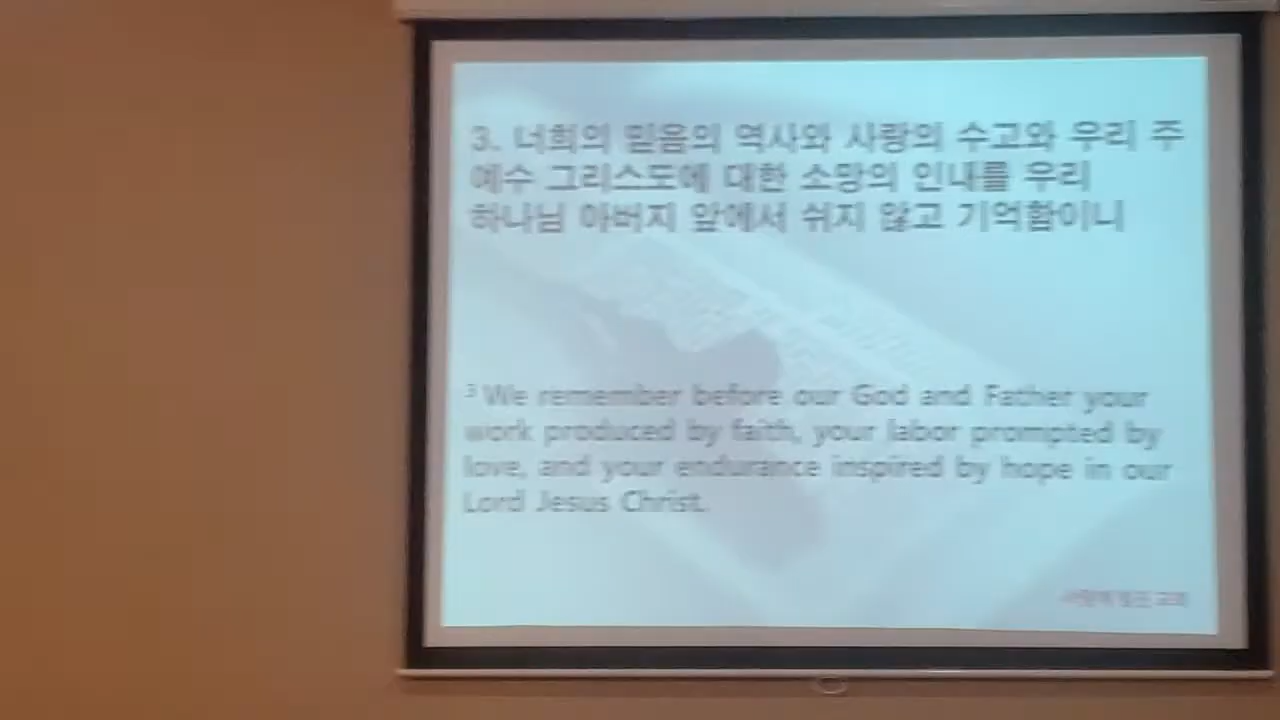 3. 너희의 믿음의 역사와 사랑의 수고와 우리 주
예수 그리스도에 대한 소망의 인내를 우리
하나님 아버지 앞에서 쉬지 않고 기억함이니
3 We remember before our God and Father your
work produced by faith, your labor prompted by
love, and your endurance inspired by hope in our
Lord Jesus Christ.
교회